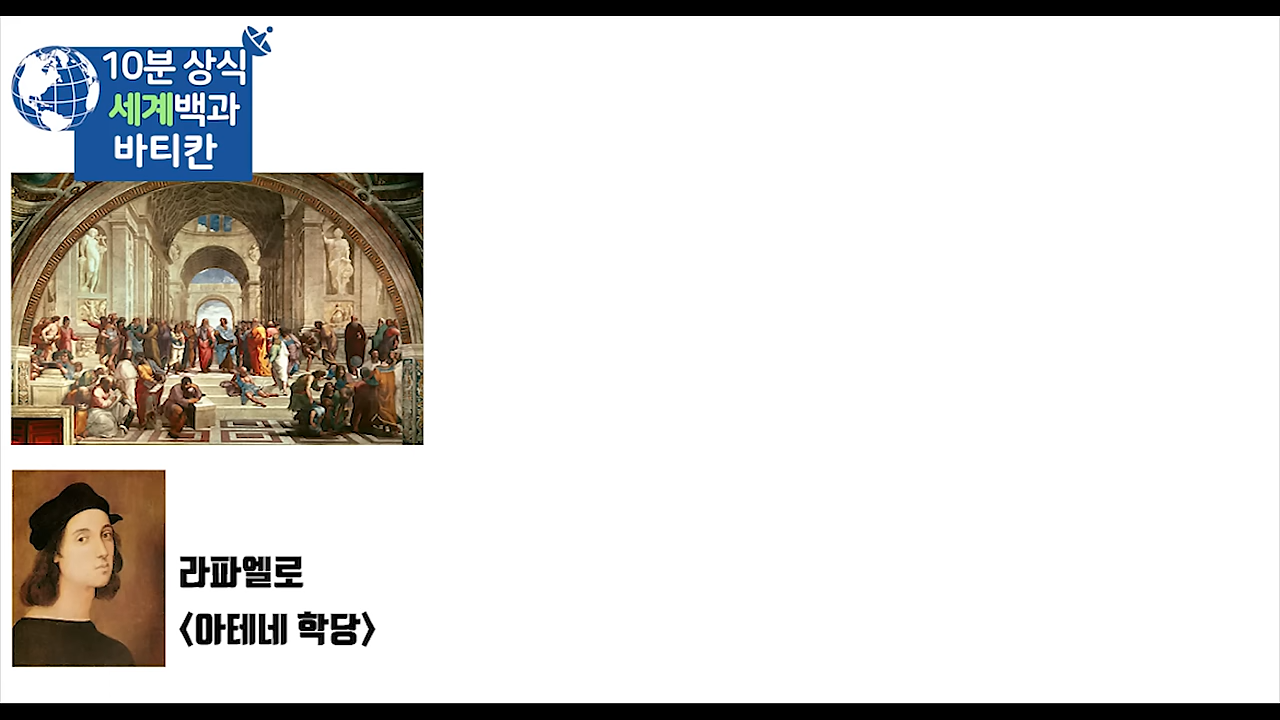 10분 상식
세계백과
바티칸
라파엘로
〈아테네 학당〉